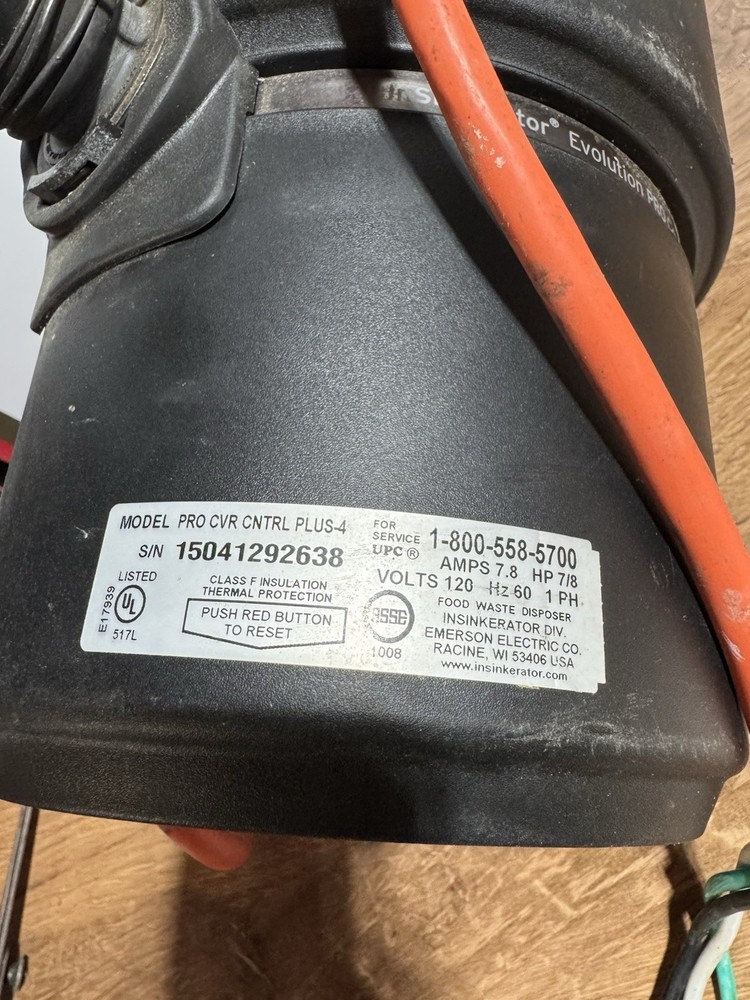 tor® Evolution PRO
MODEL PRO CVR CNTRL PLUS-4
S/N 15041292638
LISTED
UL
E17939
517L
CLASS F INSULATION
THERMAL PROTECTION
PUSH RED BUTTON
TO RESET
FOR
SERVICE
UPC®
1-800-558-5700
AMPS 7.8 HP 7/8
VOLTS 120 Hz 60 1 PH
ASSE
1008
FOOD WASTE DISPOSER
INSINKERATOR DIV.
EMERSON ELECTRIC CO.
RACINE, WI 53406 USA
www.insinkerator.com